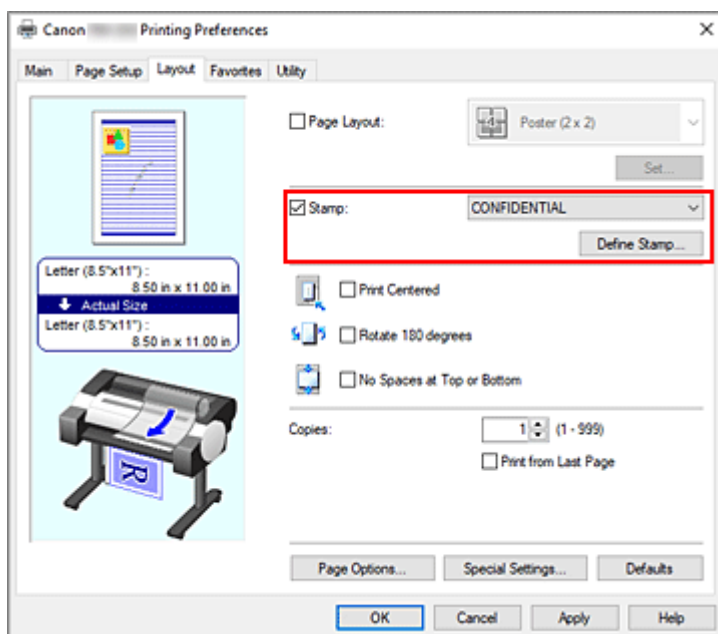 Canon Printing Preferences
Main Page Setup Layout Favorites Utility
Page Layout: Poster (2 x 2)
Set...
Stamp: CONFIDENTIAL
Define Stamp...
Letter (8.5"x11") :
8.50 in x 11.00 in
Actual Size
Letter (8.5"x11") :
8.50 in x 11.00 in
Print Centered
Rotate 180 degrees
No Spaces at Top or Bottom
Copies: 1 (1 - 999)
Print from Last Page
R
Page Options... Special Settings... Defaults
OK Cancel Apply Help